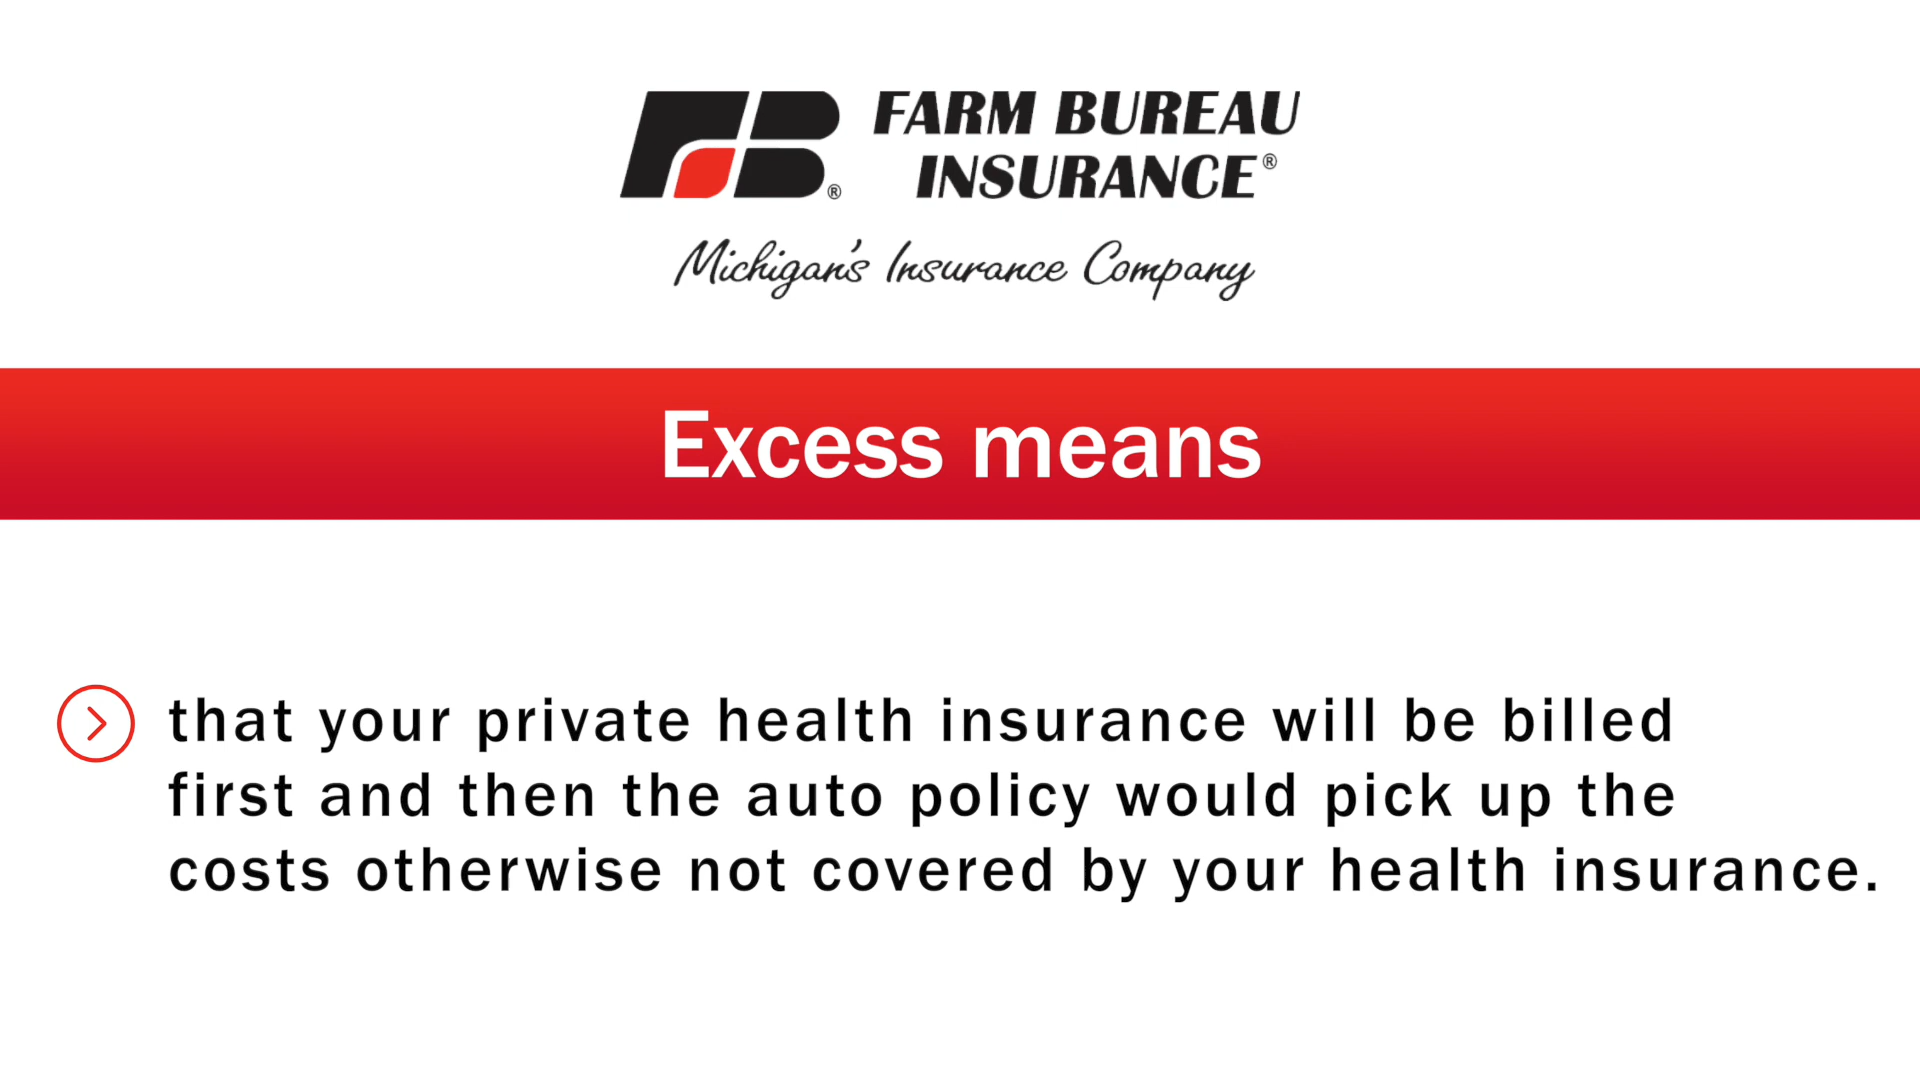 FARM BUREAU
INSURANCE®
Michigan's Insurance Company
Excess means
that your private health insurance will be billed
first and then the auto policy would pick up the
costs otherwise not covered by your health insurance.